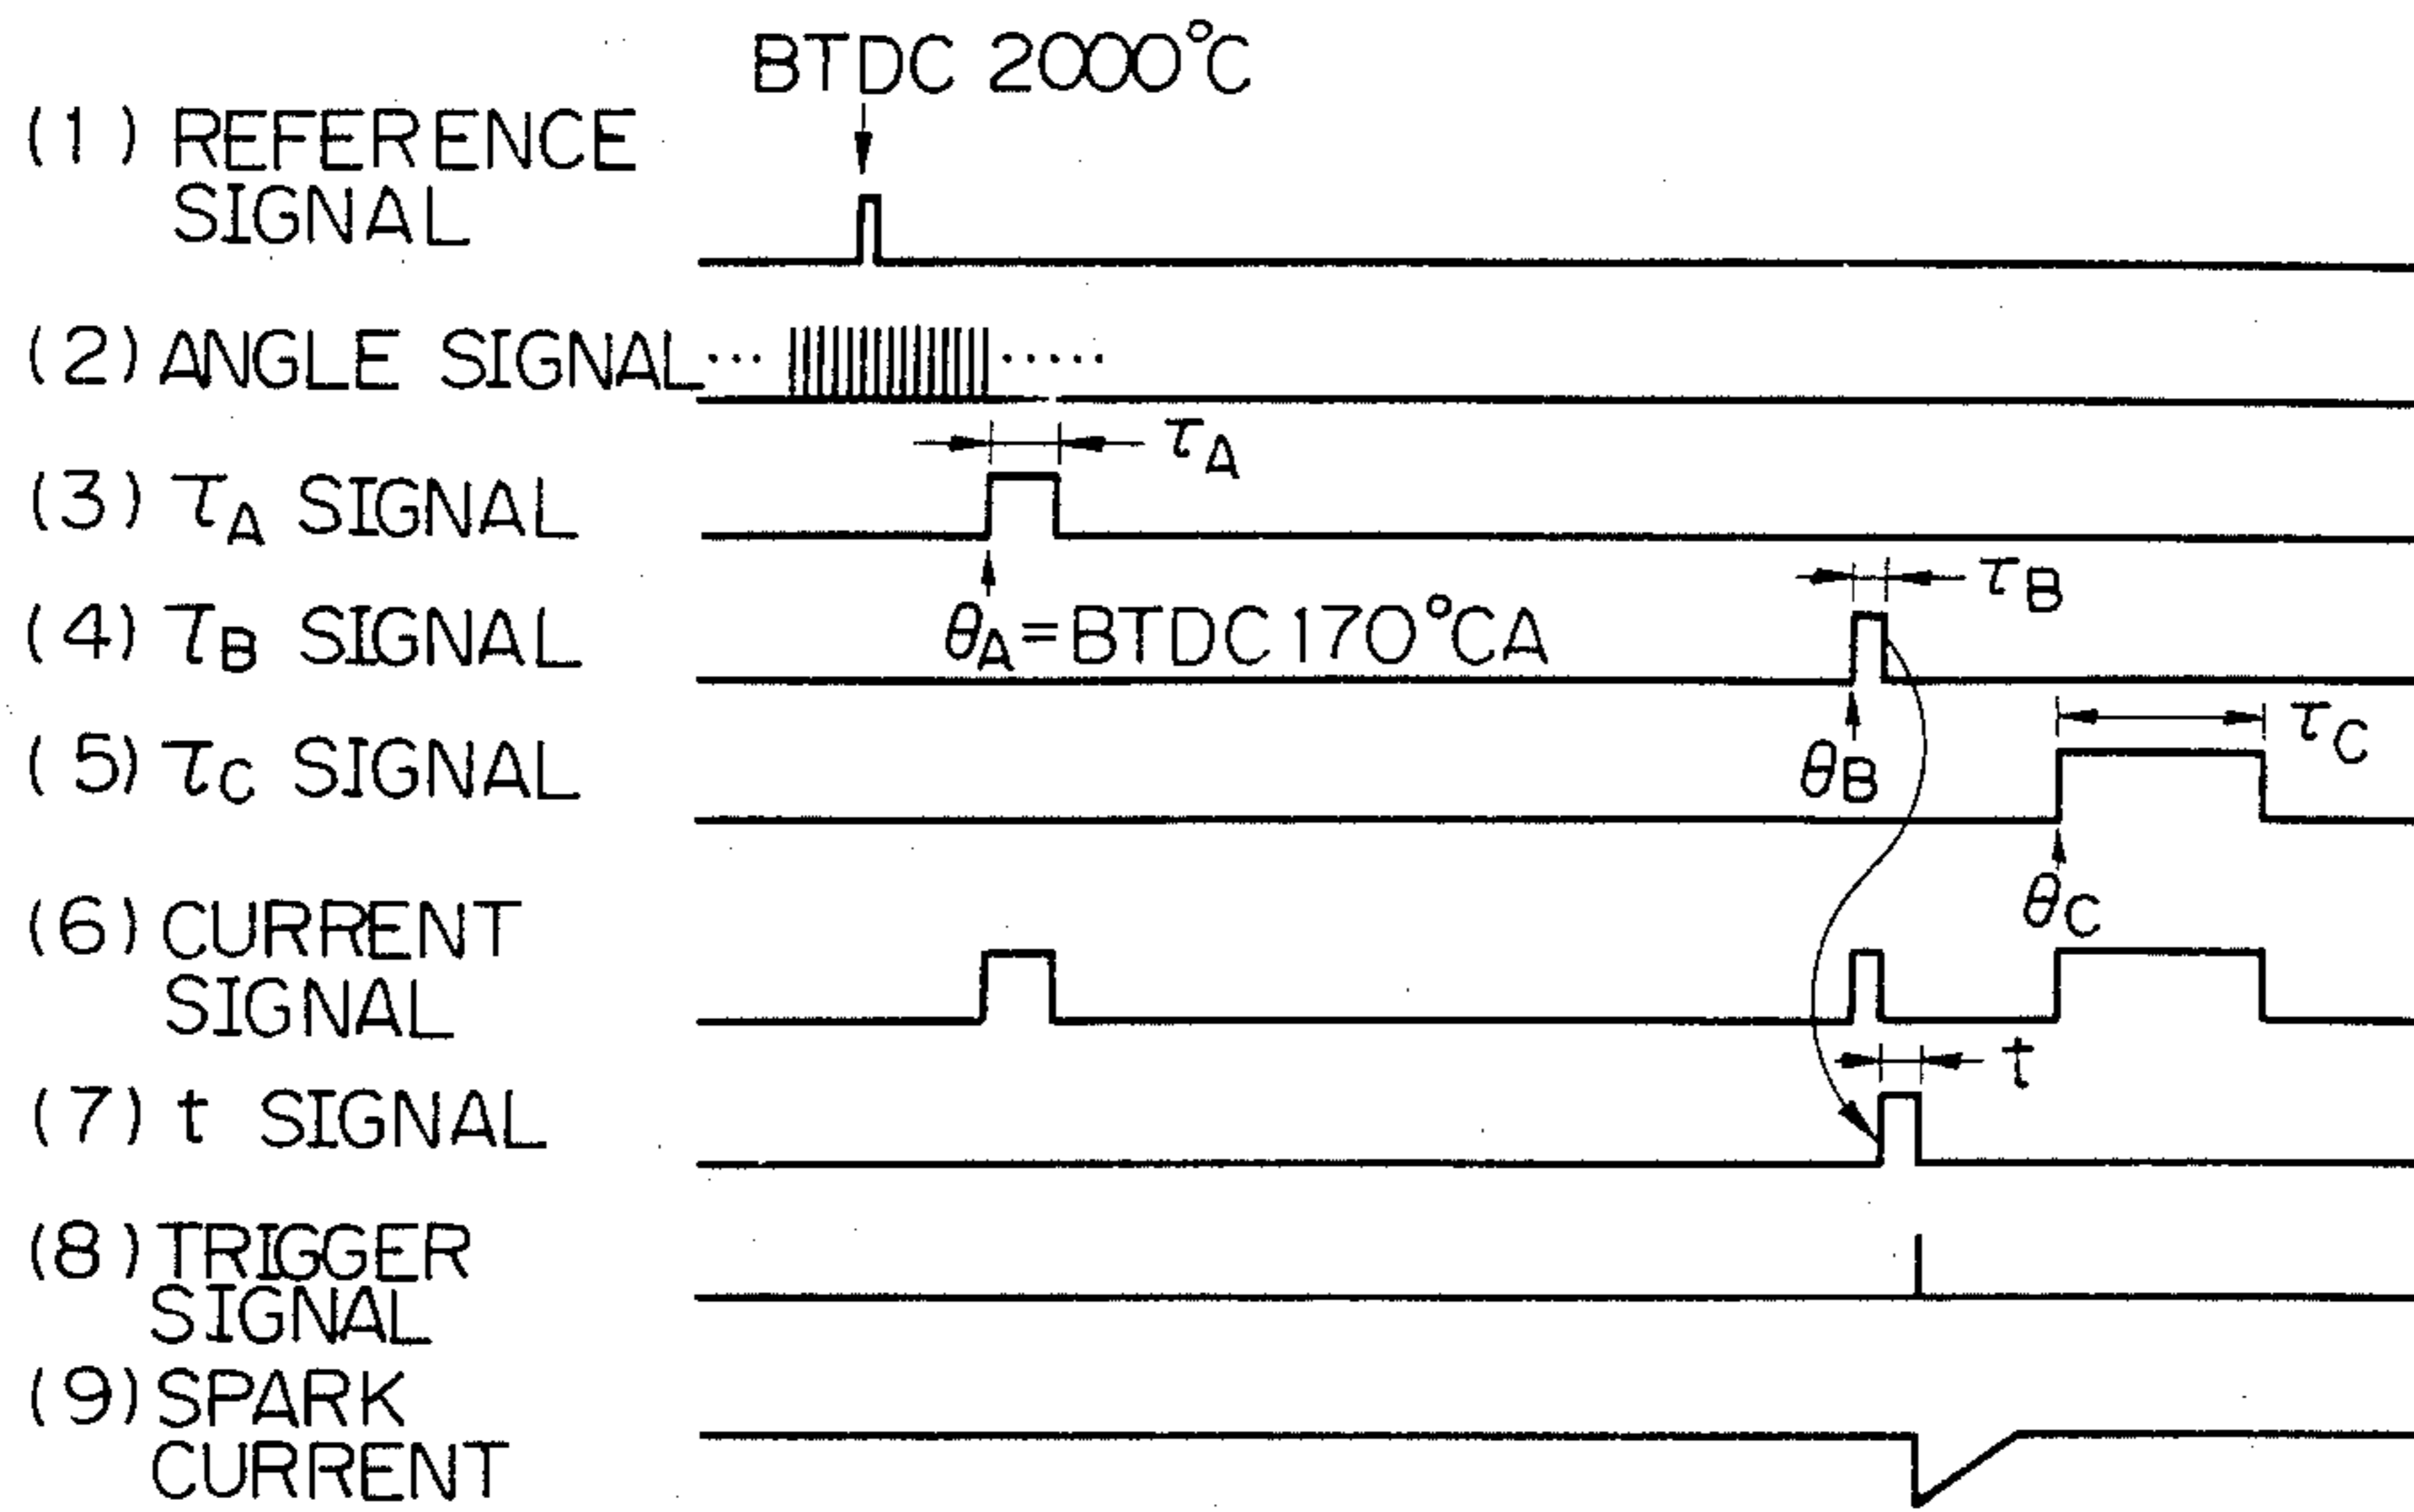 BTDC 2000°C
(1) REFERENCE
SIGNAL
(2) ANGLE SIGNAL
τA
(3) τA SIGNAL
τB
(4) τB SIGNAL
θA=BTDC 170°CA
τC
(5) τC SIGNAL
θB
θC
(6) CURRENT
SIGNAL
t
(7) t SIGNAL
(8) TRIGGER
SIGNAL
(9) SPARK
CURRENT